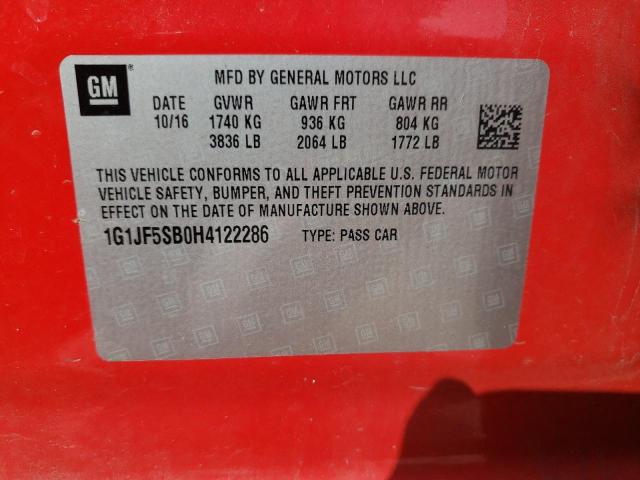 GM ® MFD BY GENERAL MOTORS LLC
DATE GVWR GAWR FRT GAWR RR
10/16 1740 KG 936 KG 804 KG
3836 LB 2064 LB 1772 LB
THIS VEHICLE CONFORMS TO ALL APPLICABLE U.S. FEDERAL MOTOR
VEHICLE SAFETY, BUMPER, AND THEFT PREVENTION STANDARDS IN
EFFECT ON THE DATE OF MANUFACTURE SHOWN ABOVE.
1G1JF5SB0H4122286 TYPE: PASS CAR